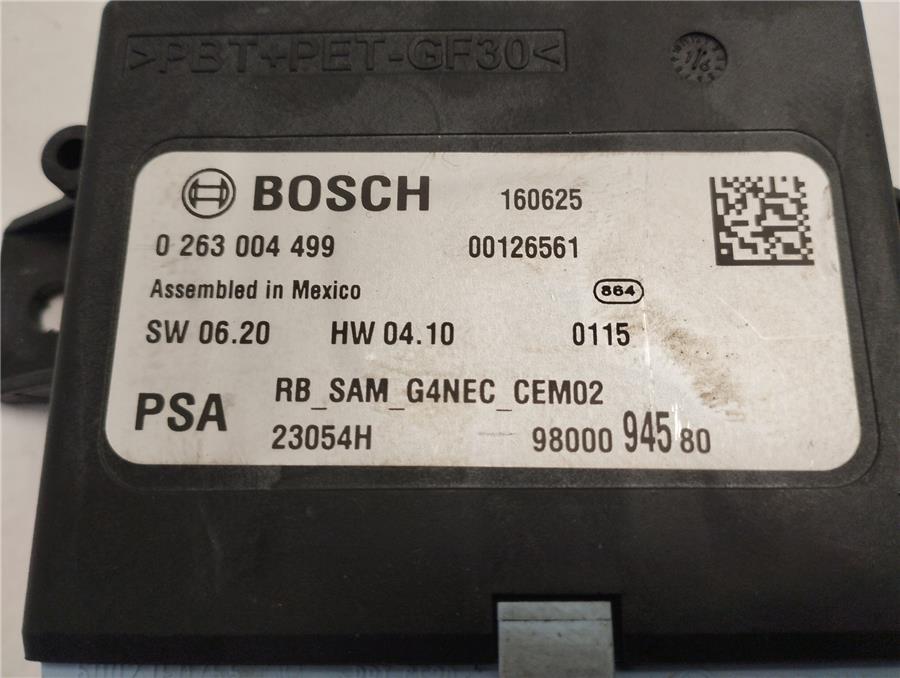 >PBT+PET-GF30<
BOSCH 160625
0 263 004 499 00126561
Assembled in Mexico 864
SW 06.20 HW 04.10 0115
PSA RB_SAM_G4NEC_CEM02
23054H 98000 945 80